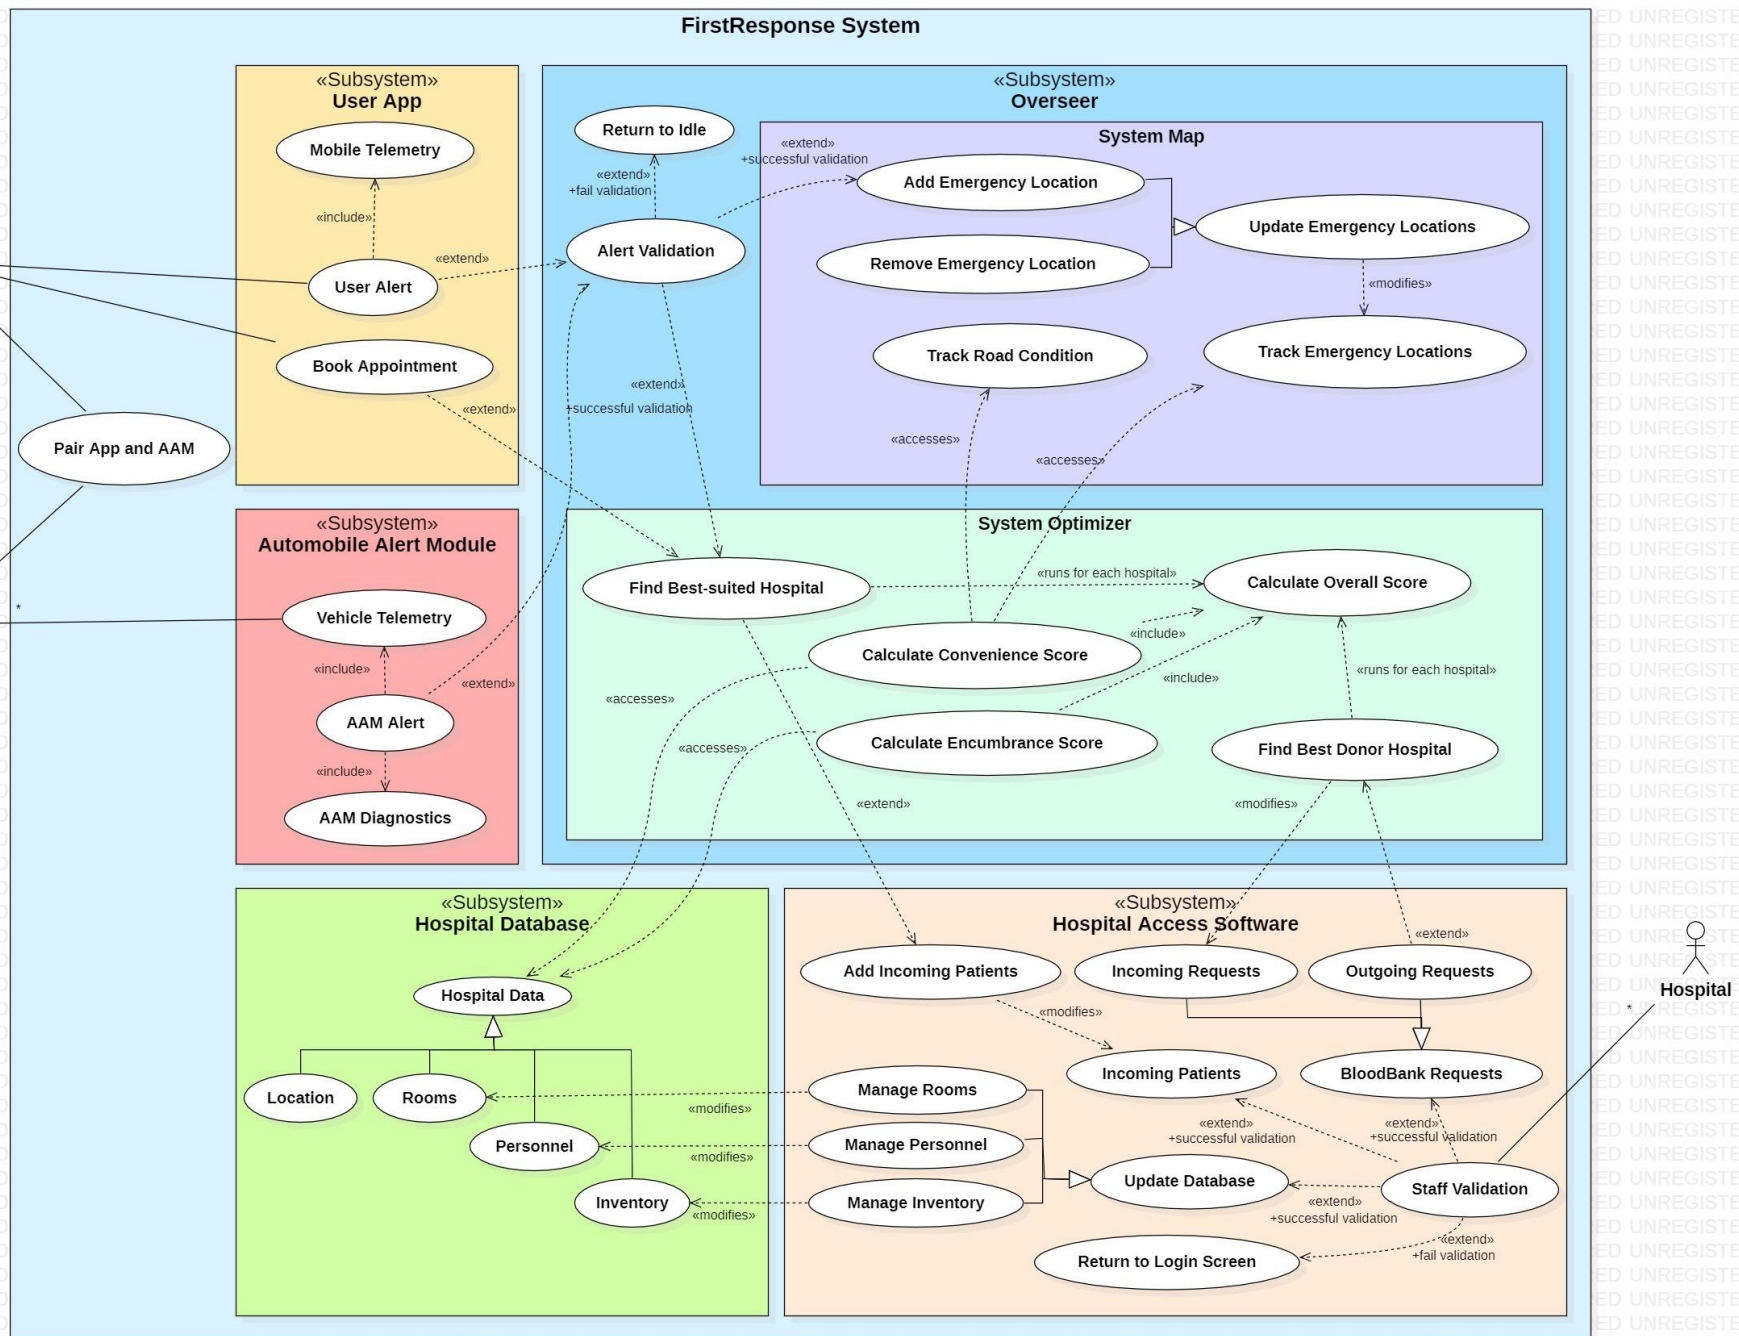 FirstResponse System
«Subsystem»
User App
Mobile Telemetry
«include»
User Alert
«extend»
Book Appointment
«extend»
Pair App and AAM
«Subsystem»
Automobile Alert Module
Vehicle Telemetry
«include»
AAM Alert
«extend»
«include»
AAM Diagnostics
*
«Subsystem»
Overseer
Return to Idle
«extend»
+fail validation
«extend»
+successful validation
Alert Validation
«extend»
+successful validation
System Map
Add Emergency Location
Update Emergency Locations
Remove Emergency Location
«modifies»
Track Road Condition
Track Emergency Locations
«accesses»
«accesses»
System Optimizer
Find Best-suited Hospital
«runs for each hospital»
Calculate Overall Score
«include»
Calculate Convenience Score
«include»
«runs for each hospital»
«accesses»
«accesses»
Calculate Encumbrance Score
Find Best Donor Hospital
«extend»
«modifies»
«Subsystem»
Hospital Database
Hospital Data
Location
Rooms
Personnel
Inventory
«modifies»
«modifies»
«modifies»
«Subsystem»
Hospital Access Software
«extend»
Add Incoming Patients
Incoming Requests
Outgoing Requests
«modifies»
Incoming Patients
BloodBank Requests
Manage Rooms
Manage Personnel
Manage Inventory
Update Database
«extend»
+successful validation
«extend»
+successful validation
Staff Validation
«extend»
+successful validation
«extend»
+fail validation
Return to Login Screen
Hospital
*
UNREGISTE